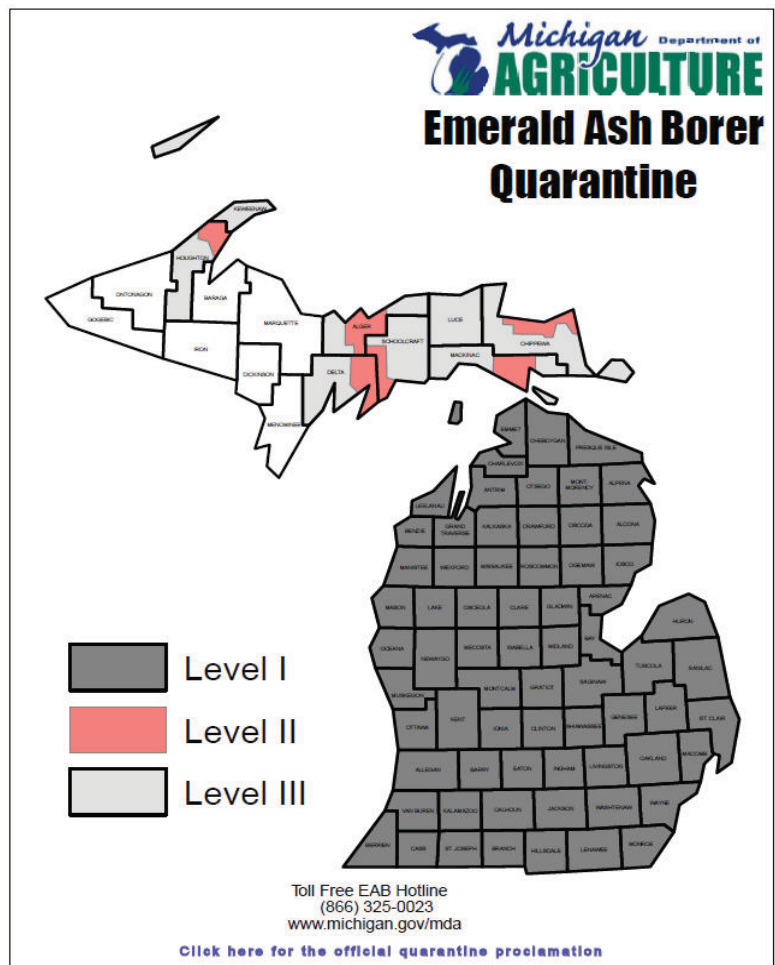 Michigan Department of
AGRICULTURE
Emerald Ash Borer
Quarantine
KEWEENAW
HOUGHTON
ONTONAGON
BARAGA
GOGEBIC
MARQUETTE
ALGER
LUCE
SCHOOLCRAFT
CHIPPEWA
IRON
MACKINAC
DICKINSON
DELTA
MENOMINEE
EMMET
CHEBOYGAN
PRESQUE ISLE
CHARLEVOIX
ANTRIM
OTSEGO
MONT-
MORENCY
ALPENA
LEELANAU
BENZIE
GRAND
TRAVERSE
KALKASKA
CRAWFORD
OSCODA
ALCONA
MANISTEE
WEXFORD
MISSAUKEE
ROSCOMMON
OGEMAW
IOSCO
ARENAC
MASON
LAKE
OSCEOLA
CLARE
GLADWIN
HURON
OCEANA
NEWAYGO
MECOSTA
ISABELLA
MIDLAND
BAY
TUSCOLA
SANILAC
Level I
MUSKEGON
MONTCALM
GRATIOT
SAGINAW
GENESEE
LAPEER
ST. CLAIR
Level II
OTTAWA
KENT
IONIA
CLINTON
SHIAWASSEE
Level III
ALLEGAN
BARRY
EATON
INGHAM
LIVINGSTON
OAKLAND
MACOMB
VAN BUREN
KALAMAZOO
CALHOUN
JACKSON
WASHTENAW
WAYNE
BERRIEN
CASS
ST. JOSEPH
BRANCH
HILLSDALE
LENAWEE
MONROE
Toll Free EAB Hotline
(866) 325-0023
www.michigan.gov/mda
Click here for the official quarantine proclamation